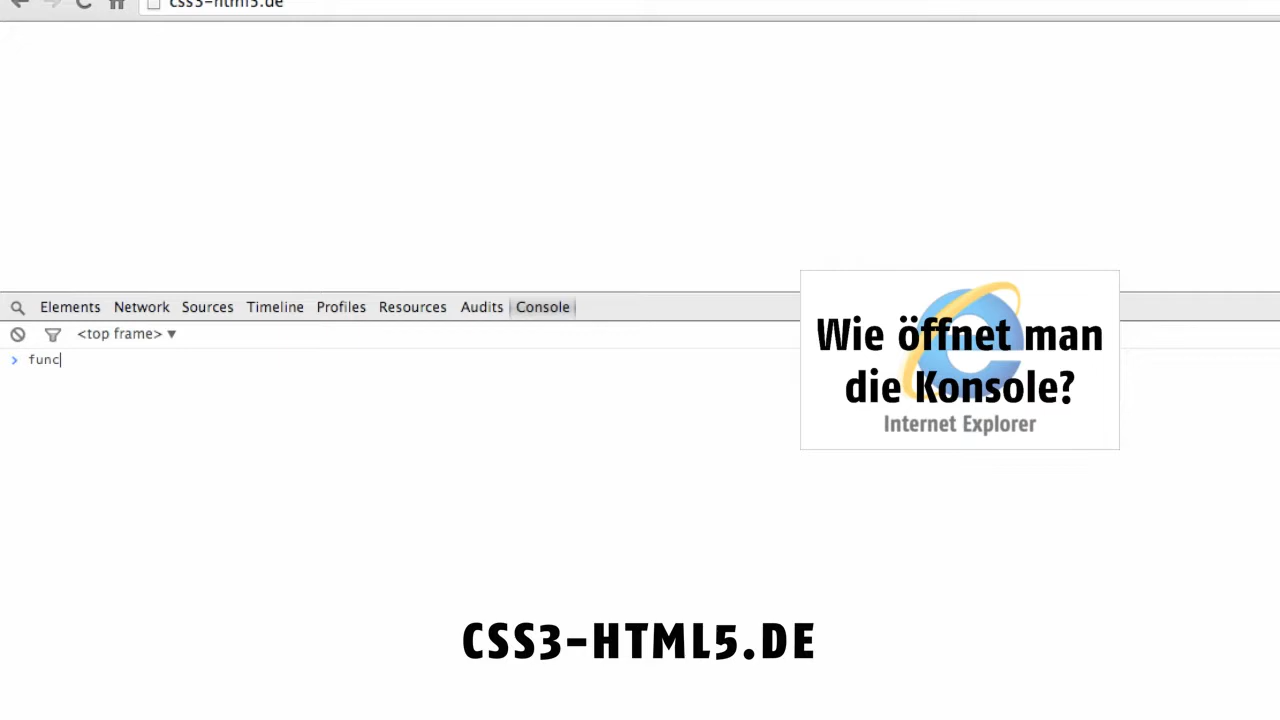 css3-html5.de
Elements Network Sources Timeline Profiles Resources Audits Console
<top frame> ▼
> func
Wie öffnet man
die Konsole?
Internet Explorer
CSS3-HTML5.DE